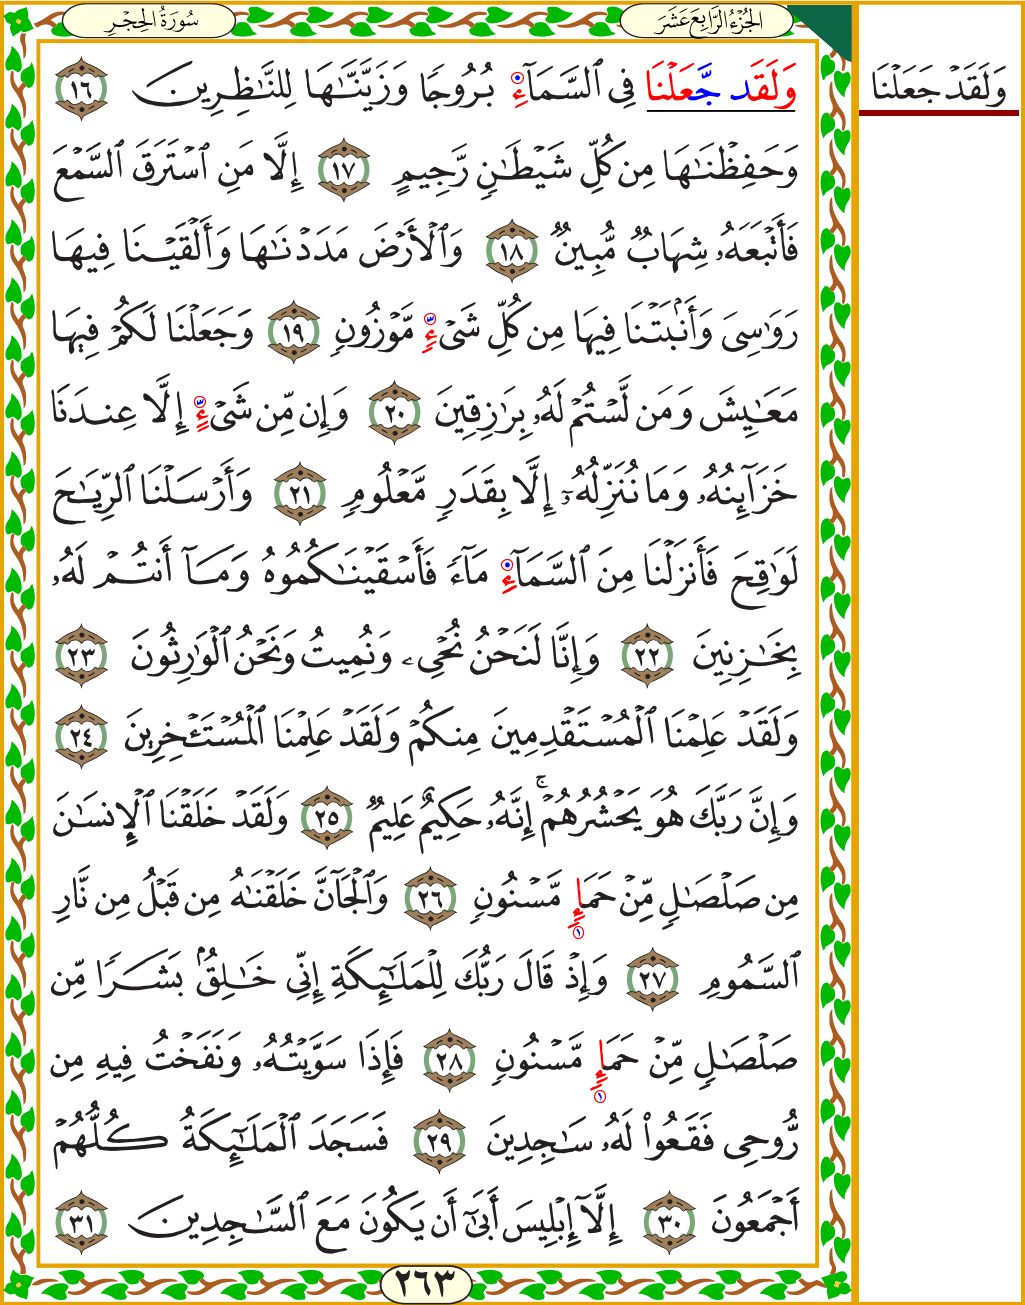 سُورَةُ الحِجْرِ
الجُزْءُ الرَّابِعَ عَشَرَ
وَلَقَدْ جَعَلْنَا
وَلَقَد جَّعَلْنَا فِي ٱلسَّمَآءِ بُرُوجًا وَزَيَّنَّـٰهَا لِلنَّـٰظِرِينَ ١٦
وَحَفِظْنَـٰهَا مِن كُلِّ شَيْطَـٰنٍ رَّجِيمٍ ١٧ إِلَّا مَنِ ٱسْتَرَقَ ٱلسَّمْعَ
فَأَتْبَعَهُۥ شِهَابٌ مُّبِينٌ ١٨ وَٱلْأَرْضَ مَدَدْنَـٰهَا وَأَلْقَيْنَا فِيهَا
رَوَٰسِىَ وَأَنۢبَتْنَا فِيهَا مِن كُلِّ شَىْءٍ مَّوْزُونٍ ١٩ وَجَعَلْنَا لَكُمْ فِيهَا
مَعَـٰيِشَ وَمَن لَّسْتُمْ لَهُۥ بِرَٰزِقِينَ ٢٠ وَإِن مِّن شَىْءٍ إِلَّا عِندَنَا
خَزَآئِنُهُۥ وَمَا نُنَزِّلُهُۥٓ إِلَّا بِقَدَرٍ مَّعْلُومٍ ٢١ وَأَرْسَلْنَا ٱلرِّيَـٰحَ
لَوَٰقِحَ فَأَنزَلْنَا مِنَ ٱلسَّمَآءِ مَآءً فَأَسْقَيْنَـٰكُمُوهُ وَمَآ أَنتُمْ لَهُۥ
بِخَـٰزِنِينَ ٢٢ وَإِنَّا لَنَحْنُ نُحْىِۦ وَنُمِيتُ وَنَحْنُ ٱلْوَٰرِثُونَ ٢٣
وَلَقَدْ عَلِمْنَا ٱلْمُسْتَقْدِمِينَ مِنكُمْ وَلَقَدْ عَلِمْنَا ٱلْمُسْتَـْٔخِرِينَ ٢٤
وَإِنَّ رَبَّكَ هُوَ يَحْشُرُهُمْ ۚ إِنَّهُۥ حَكِيمٌ عَلِيمٌ ٢٥ وَلَقَدْ خَلَقْنَا ٱلْإِنسَـٰنَ
مِن صَلْصَـٰلٍ مِّنْ حَمَإٍ مَّسْنُونٍ ٢٦ وَٱلْجَآنَّ خَلَقْنَـٰهُ مِن قَبْلُ مِن نَّارِ
١
ٱلسَّمُومِ ٢٧ وَإِذْ قَالَ رَبُّكَ لِلْمَلَـٰٓئِكَةِ إِنِّى خَـٰلِقٌۢ بَشَرًا مِّن
صَلْصَـٰلٍ مِّنْ حَمَإٍ مَّسْنُونٍ ٢٨ فَإِذَا سَوَّيْتُهُۥ وَنَفَخْتُ فِيهِ مِن
١
رُّوحِى فَقَعُوا۟ لَهُۥ سَـٰجِدِينَ ٢٩ فَسَجَدَ ٱلْمَلَـٰٓئِكَةُ كُلُّهُمْ
أَجْمَعُونَ ٣٠ إِلَّآ إِبْلِيسَ أَبَىٰٓ أَن يَكُونَ مَعَ ٱلسَّـٰجِدِينَ ٣١
٢٦٣